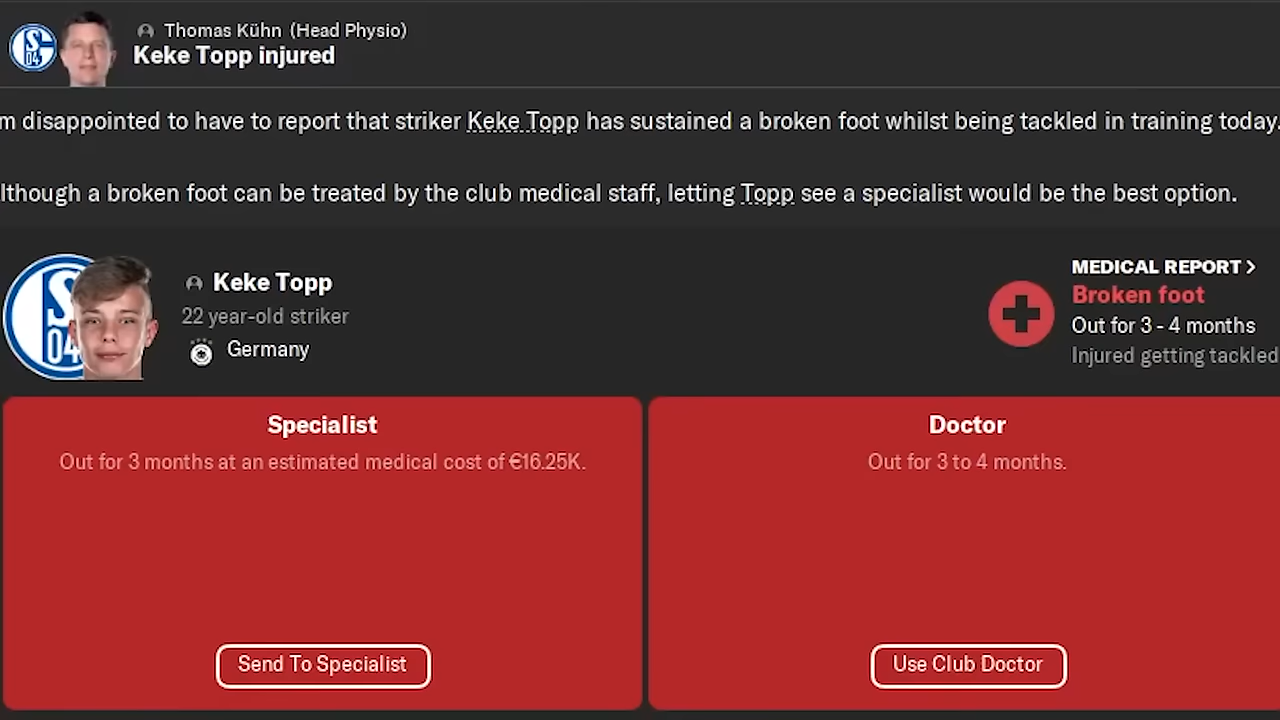 Thomas Kühn (Head Physio)
Keke Topp injured
m disappointed to have to report that striker Keke Topp has sustained a broken foot whilst being tackled in training today.
lthough a broken foot can be treated by the club medical staff, letting Topp see a specialist would be the best option.
Keke Topp
22 year-old striker
Germany
MEDICAL REPORT >
Broken foot
Out for 3 - 4 months
Injured getting tackled
Specialist
Out for 3 months at an estimated medical cost of €16.25K.
Send To Specialist
Doctor
Out for 3 to 4 months.
Use Club Doctor